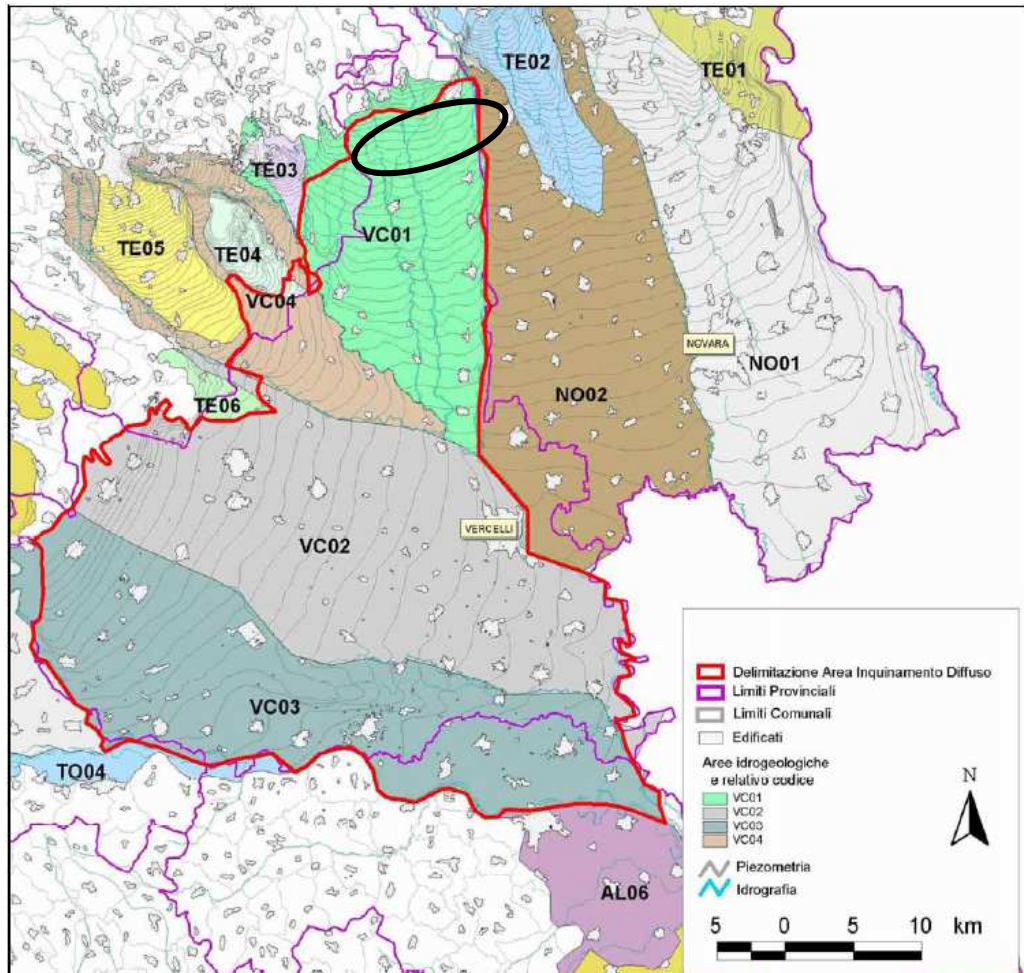 TE02
TE01
TE03
VC01
TE05
TE04
VC04
NOVARA
NO01
NO02
TE06
VERCELLI
VC02
VC03
TO04
AL06
Delimitazione Area Inquinamento Diffuso
Limiti Provinciali
Limiti Comunali
Edificati
Aree idrogeologiche
e relativo codice
VC01
VC02
VC03
VC04
Piezometria
Idrografia
N
5 0 5 10 km